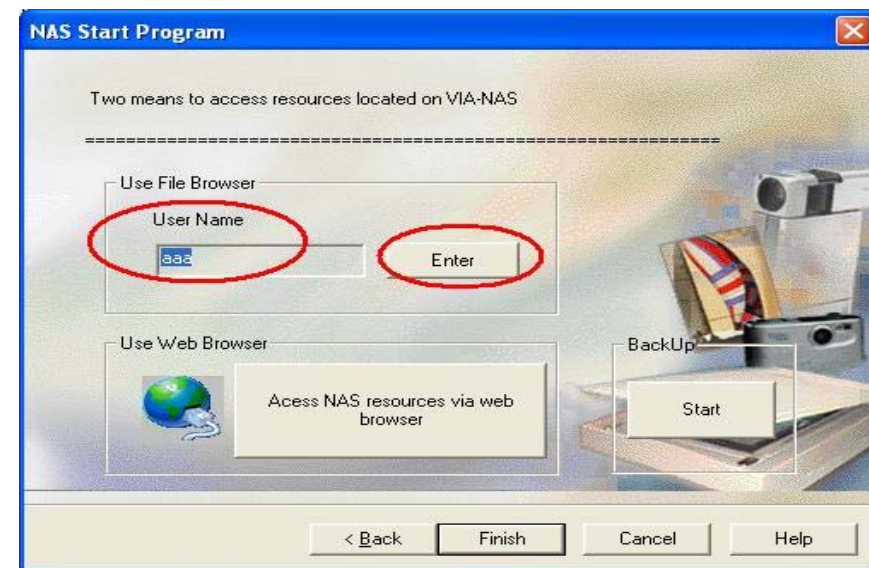 NAS Start Program
Two means to access resources located on VIA-NAS
==============================================================
Use File Browser
User Name
aaa
Enter
Use Web Browser
Acess NAS resources via web
browser
BackUp
Start
< Back
Finish
Cancel
Help